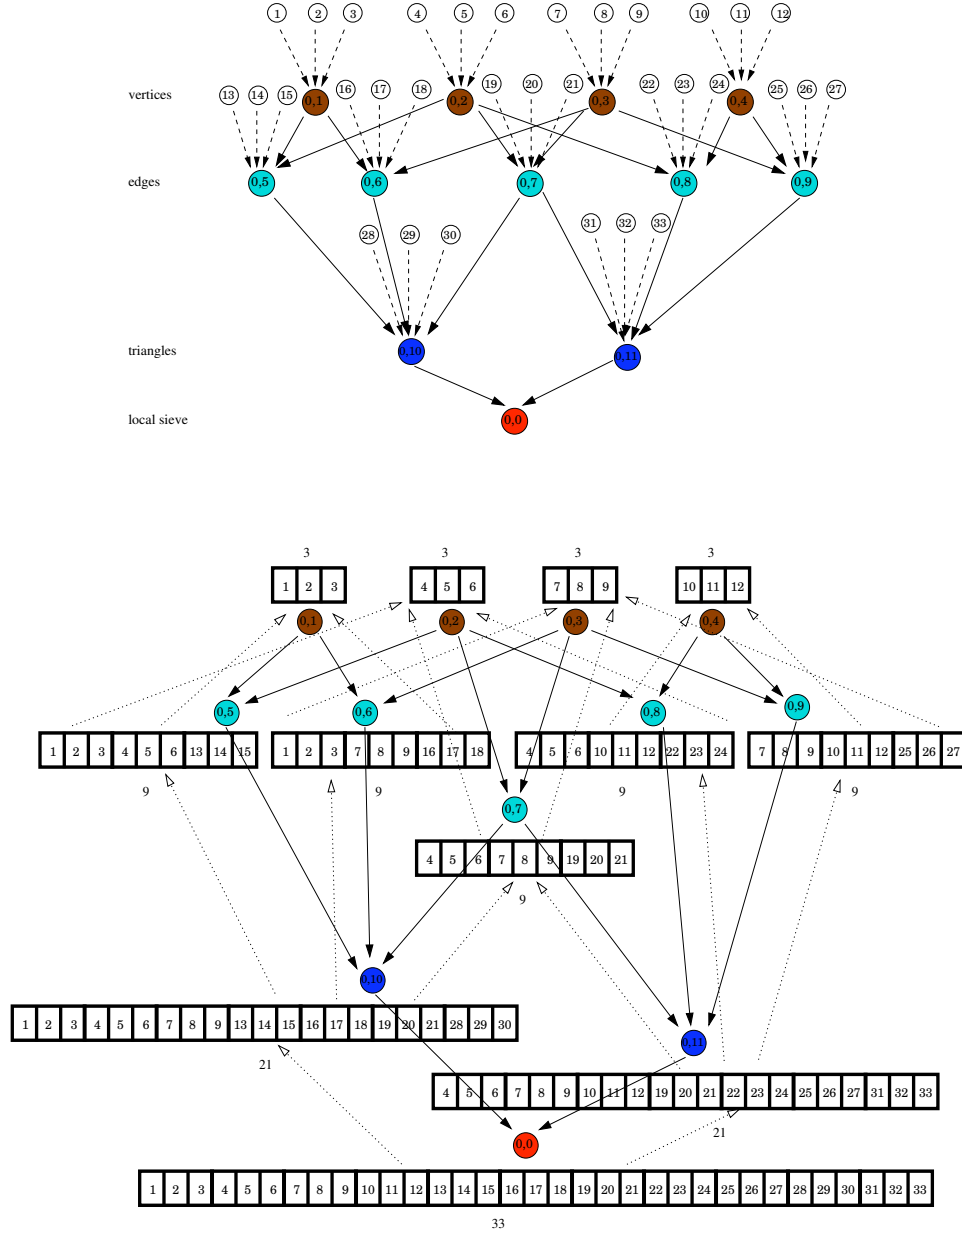 1 2 3 4 5 6 7 8 9 10 11 12
vertices 13 14 15 0,1 16 17 18 0,2 19 20 21 0,3 22 23 24 0,4 25 26 27
edges 0,5 0,6 0,7 0,8 0,9
28 29 30 31 32 33
triangles 0,10 0,11
local sieve 0,0
3 3 3 3
1 2 3 4 5 6 7 8 9 10 11 12
0,1 0,2 0,3 0,4
0,5 0,6 0,8 0,9
1 2 3 4 5 6 13 14 15 1 2 3 7 8 9 16 17 18 4 5 6 10 11 12 22 23 24 7 8 9 10 11 12 25 26 27
9 9 9 9
0,7
4 5 6 7 8 9 19 20 21
9
0,10
1 2 3 4 5 6 7 8 9 13 14 15 16 17 18 19 20 21 28 29 30
0,11
21
4 5 6 7 8 9 10 11 12 19 20 21 22 23 24 25 26 27 31 32 33
21
0,0
1 2 3 4 5 6 7 8 9 10 11 12 13 14 15 16 17 18 19 20 21 22 23 24 25 26 27 28 29 30 31 32 33
33